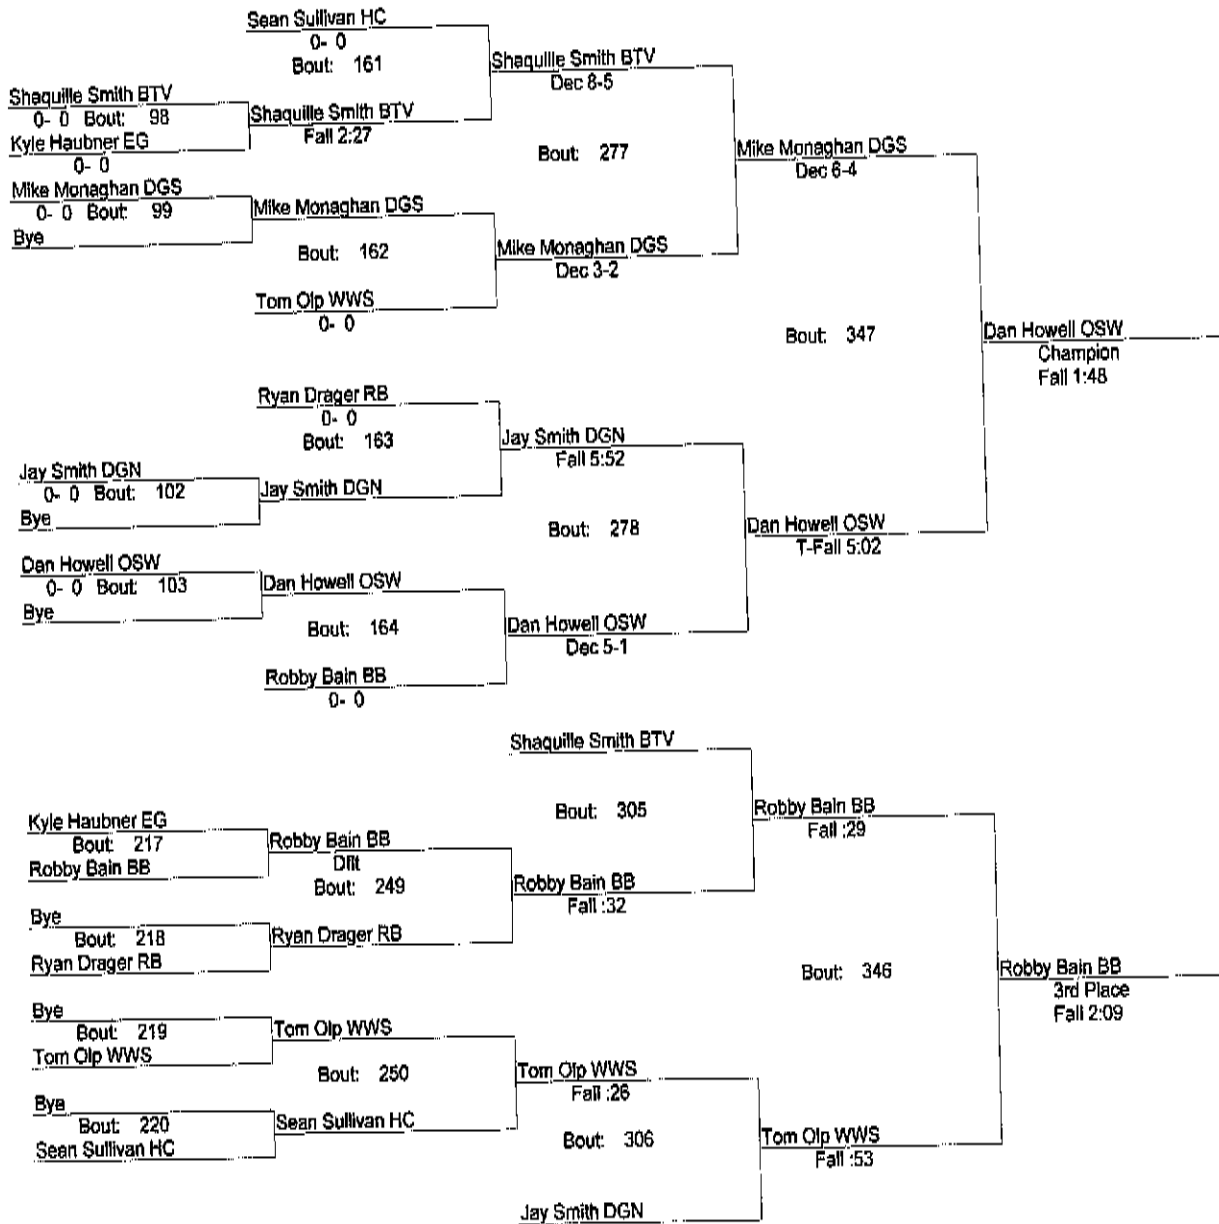 Sean Sullivan HC
0- 0
Bout: 161
Shaquille Smith BTV
Dec 8-5
Shaquille Smith BTV
0- 0 Bout: 98
Shaquille Smith BTV
Fall 2:27
Kyle Haubner EG
0- 0
Bout: 277
Mike Monaghan DGS
Dec 6-4
Mike Monaghan DGS
0- 0 Bout: 99
Mike Monaghan DGS
Bye
Bout: 162
Mike Monaghan DGS
Dec 3-2
Tom Olp WWS
0- 0
Bout: 347
Dan Howell OSW
Champion
Fall 1:48
Ryan Drager RB
0- 0
Bout: 163
Jay Smith DGN
Fall 5:52
Jay Smith DGN
0- 0 Bout: 102
Jay Smith DGN
Bye
Bout: 278
Dan Howell OSW
T-Fall 5:02
Dan Howell OSW
0- 0 Bout: 103
Dan Howell OSW
Bye
Bout: 164
Dan Howell OSW
Dec 5-1
Robby Bain BB
0- 0
Shaquille Smith BTV
Bout: 305
Robby Bain BB
Fall :29
Kyle Haubner EG
Bout: 217
Robby Bain BB
Robby Bain BB
Dflt
Bout: 249
Robby Bain BB
Fall :32
Bye
Bout: 218
Ryan Drager RB
Ryan Drager RB
Bout: 346
Robby Bain BB
3rd Place
Fall 2:09
Bye
Bout: 219
Tom Olp WWS
Tom Olp WWS
Bout: 250
Tom Olp WWS
Fall :26
Bye
Bout: 220
Sean Sullivan HC
Sean Sullivan HC
Bout: 306
Tom Olp WWS
Fall :53
Jay Smith DGN